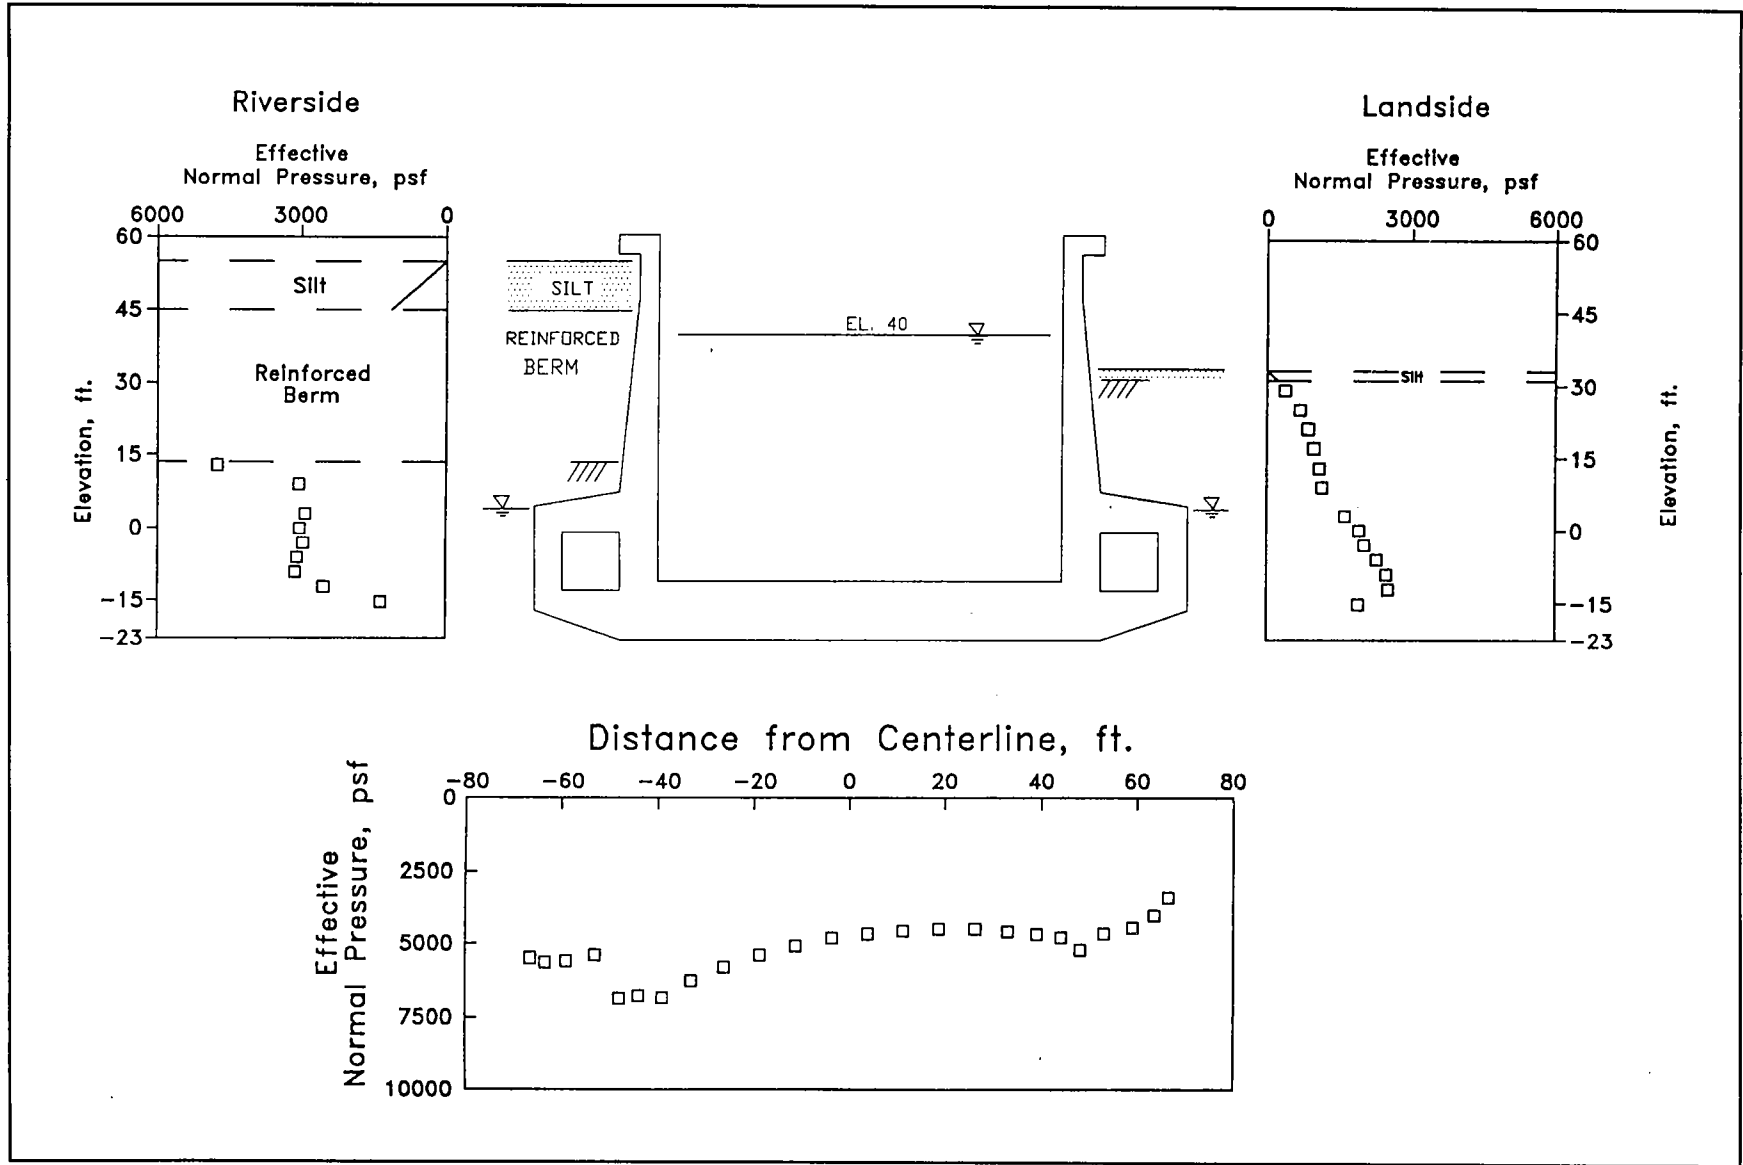 Riverside
Effective
Normal Pressure, psf
6000 3000 0
60
45
30
15
0
-15
-23
Elevation, ft.
Silt
Reinforced
Berm
SILT
REINFORCED
BERM
EL. 40
Landside
Effective
Normal Pressure, psf
0 3000 6000
60
45
30
15
0
-15
-23
Elevation, ft.
Silt
Distance from Centerline, ft.
-80 -60 -40 -20 0 20 40 60 80
0
2500
5000
7500
10000
Effective
Normal Pressure, psf